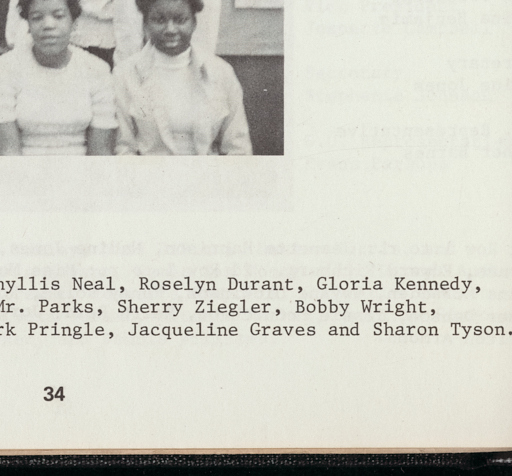 hyllis Neal, Roselyn Durant, Gloria Kennedy,
Mr. Parks, Sherry Ziegler, Bobby Wright,
rk Pringle, Jacqueline Graves and Sharon Tyson.
34